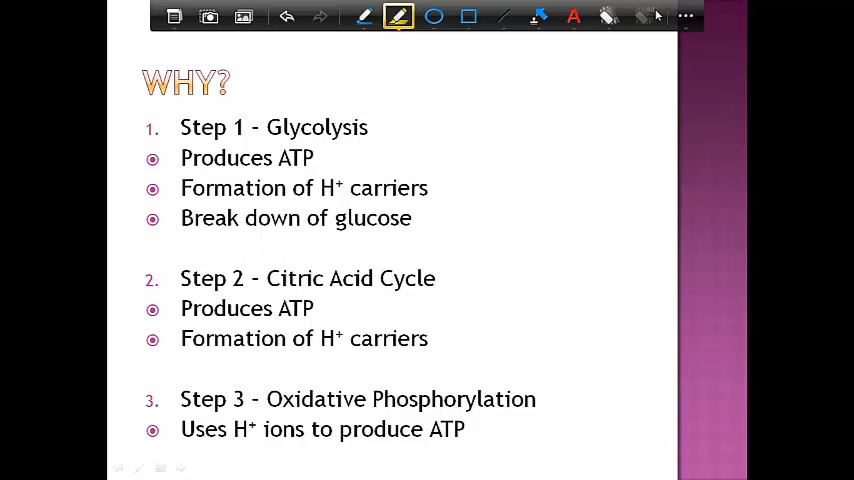 WHY?
1. Step 1 – Glycolysis
Produces ATP
Formation of H⁺ carriers
Break down of glucose
2. Step 2 – Citric Acid Cycle
Produces ATP
Formation of H⁺ carriers
3. Step 3 – Oxidative Phosphorylation
Uses H⁺ ions to produce ATP